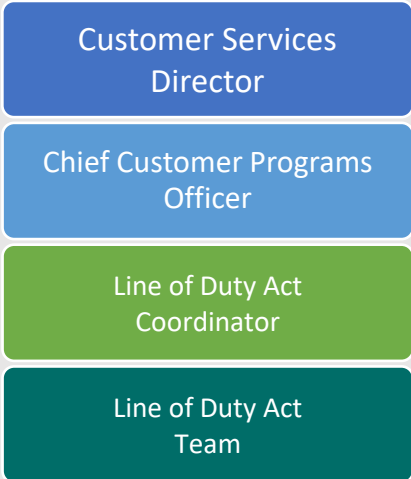 Customer Services
Director
Chief Customer Programs
Officer
Line of Duty Act
Coordinator
Line of Duty Act
Team